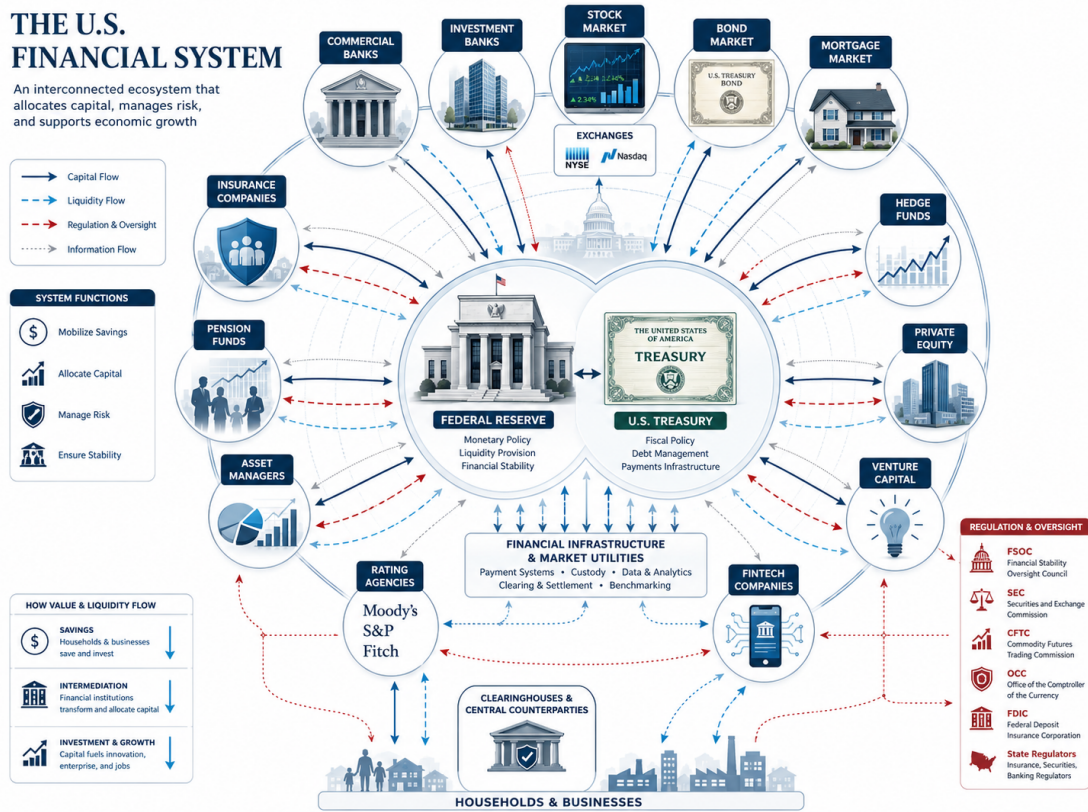 THE U.S.
FINANCIAL SYSTEM
An interconnected ecosystem that
allocates capital, manages risk,
and supports economic growth
Capital Flow
Liquidity Flow
Regulation & Oversight
Information Flow
SYSTEM FUNCTIONS
Mobilize Savings
Allocate Capital
Manage Risk
Ensure Stability
COMMERCIAL
BANKS
INVESTMENT
BANKS
STOCK
MARKET
2,34%
BOND
MARKET
U.S. TREASURY
BOND
MORTGAGE
MARKET
EXCHANGES
NYSE
Nasdaq
INSURANCE
COMPANIES
HEDGE
FUNDS
PENSION
FUNDS
PRIVATE
EQUITY
ASSET
MANAGERS
VENTURE
CAPITAL
FEDERAL RESERVE
Monetary Policy
Liquidity Provision
Financial Stability
THE UNITED STATES
OF AMERICA
TREASURY
U.S. TREASURY
Fiscal Policy
Debt Management
Payments Infrastructure
FINANCIAL INFRASTRUCTURE
& MARKET UTILITIES
Payment Systems • Custody • Data & Analytics
Clearing & Settlement • Benchmarking
RATING
AGENCIES
Moody's
S&P
Fitch
FINTECH
COMPANIES
CLEARINGHOUSES &
CENTRAL COUNTERPARTIES
HOUSEHOLDS & BUSINESSES
HOW VALUE & LIQUIDITY FLOW
SAVINGS
Households & businesses
save and invest
INTERMEDIATION
Financial institutions
transform and allocate capital
INVESTMENT & GROWTH
Capital fuels innovation,
enterprise, and jobs
REGULATION & OVERSIGHT
FSOC
Financial Stability
Oversight Council
SEC
Securities and Exchange
Commission
CFTC
Commodity Futures
Trading Commission
OCC
Office of the Comptroller
of the Currency
FDIC
Federal Deposit
Insurance Corporation
State Regulators
Insurance, Securities,
Banking Regulators